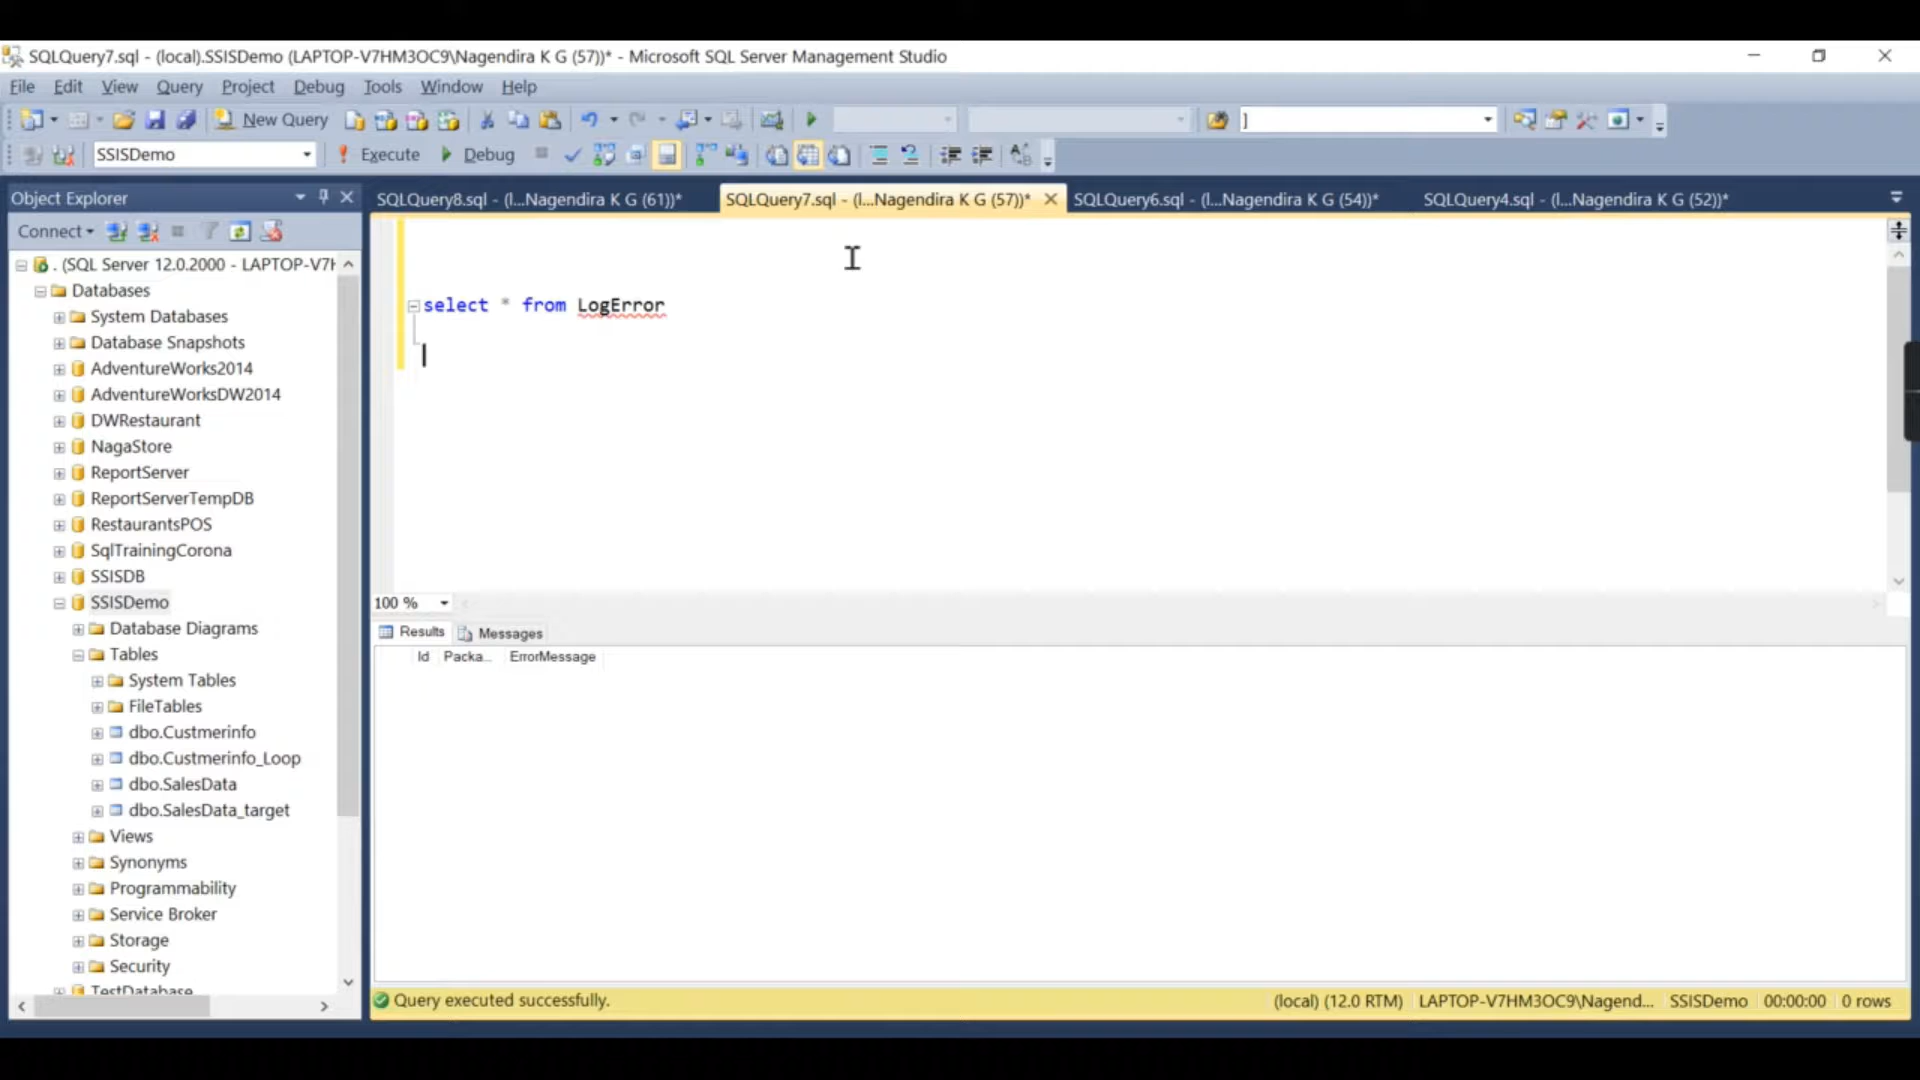 SQLQuery7.sql - (local).SSISDemo (LAPTOP-V7HM3OC9\Nagendira K G (57))* - Microsoft SQL Server Management Studio
File Edit View Query Project Debug Tools Window Help
New Query ]
SSISDemo Execute Debug
Object Explorer
SQLQuery8.sql - (l...Nagendira K G (61))* SQLQuery7.sql - (l...Nagendira K G (57))* SQLQuery6.sql - (l...Nagendira K G (54))* SQLQuery4.sql - (l...Nagendira K G (52))*
Connect
. (SQL Server 12.0.2000 - LAPTOP-V7H
Databases
System Databases
Database Snapshots
AdventureWorks2014
AdventureWorksDW2014
DWRestaurant
NagaStore
ReportServer
ReportServerTempDB
RestaurantsPOS
SqlTrainingCorona
SSISDB
SSISDemo
Database Diagrams
Tables
System Tables
FileTables
dbo.Custmerinfo
dbo.Custmerinfo_Loop
dbo.SalesData
dbo.SalesData_target
Views
Synonyms
Programmability
Service Broker
Storage
Security
TestDatabase
select * from LogError
100 %
Results Messages
Id Packa... ErrorMessage
Query executed successfully. (local) (12.0 RTM) LAPTOP-V7HM3OC9\Nagend... SSISDemo 00:00:00 0 rows